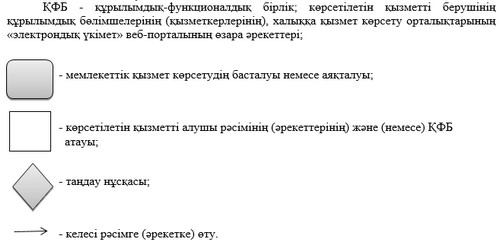 ҚФБ - құрылымдық-функционалдық бірлік; көрсетілетін қызметті берушінің
құрылымдық бөлімшелерінің (қызметкерлерінің), халыққа қызмет көрсету орталықтарының
«электрондық үкімет» веб-порталының өзара әрекеттері;
- мемлекеттік қызмет көрсетудің басталуы немесе аяқталуы;
- көрсетілетін қызметті алушы рәсімінің (әрекеттерінің) және (немесе) ҚФБ
атауы;
- таңдау нұсқасы;
- келесі рәсімге (әрекетке) өту.